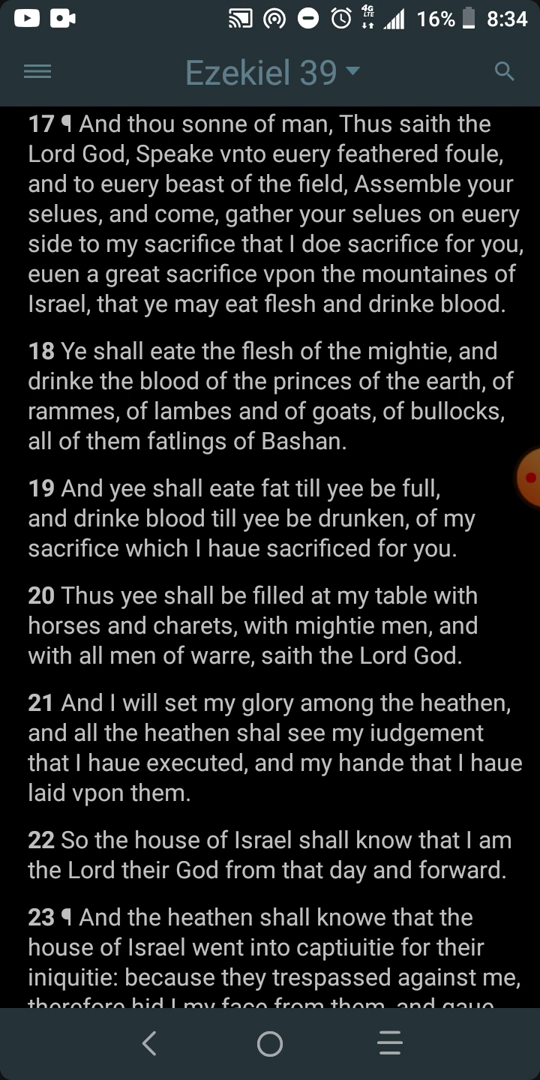 4G
LTE
16%
8:34
Ezekiel 39
17 ¶ And thou sonne of man, Thus saith the
Lord God, Speake vnto euery feathered foule,
and to euery beast of the field, Assemble your
selues, and come, gather your selues on euery
side to my sacrifice that I doe sacrifice for you,
euen a great sacrifice vpon the mountaines of
Israel, that ye may eat flesh and drinke blood.
18 Ye shall eate the flesh of the mightie, and
drinke the blood of the princes of the earth, of
rammes, of lambes and of goats, of bullocks,
all of them fatlings of Bashan.
19 And yee shall eate fat till yee be full,
and drinke blood till yee be drunken, of my
sacrifice which I haue sacrificed for you.
20 Thus yee shall be filled at my table with
horses and charets, with mightie men, and
with all men of warre, saith the Lord God.
21 And I will set my glory among the heathen,
and all the heathen shal see my iudgement
that I haue executed, and my hande that I haue
laid vpon them.
22 So the house of Israel shall know that I am
the Lord their God from that day and forward.
23 ¶ And the heathen shall knowe that the
house of Israel went into captiuitie for their
iniquitie: because they trespassed against me,
therefore hid I my face from them, and gaue